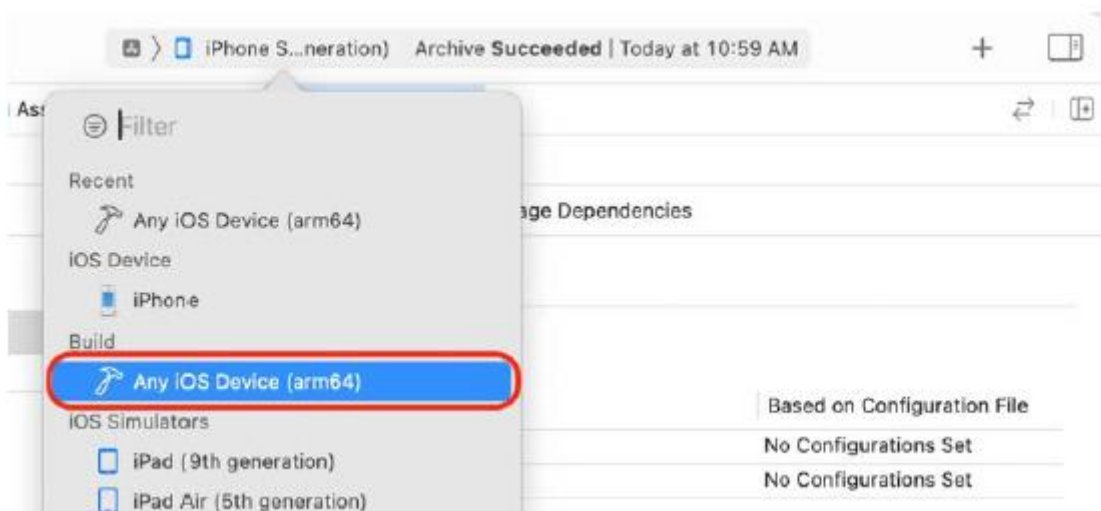 iPhone S...neration) Archive Succeeded | Today at 10:59 AM
Ass
Filter
Recent
Any iOS Device (arm64)
age Dependencies
iOS Device
iPhone
Build
Any iOS Device (arm64)
Based on Configuration File
iOS Simulators
No Configurations Set
iPad (9th generation)
No Configurations Set
iPad Air (5th generation)